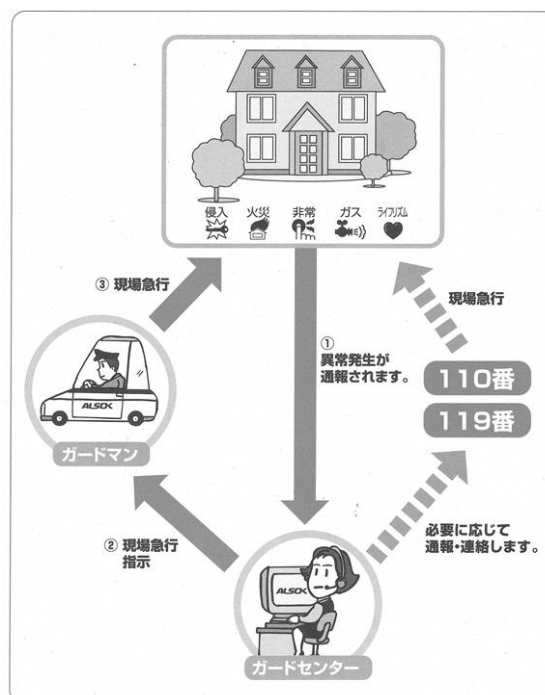 侵入 火災 非常 ガス ライフリズム
③ 現場急行
現場急行
①
異常発生が
通報されます。
110番
119番
ALSOK
ガードマン
② 現場急行
指示
必要に応じて
通報・連絡します。
ALSOK
ガードセンター